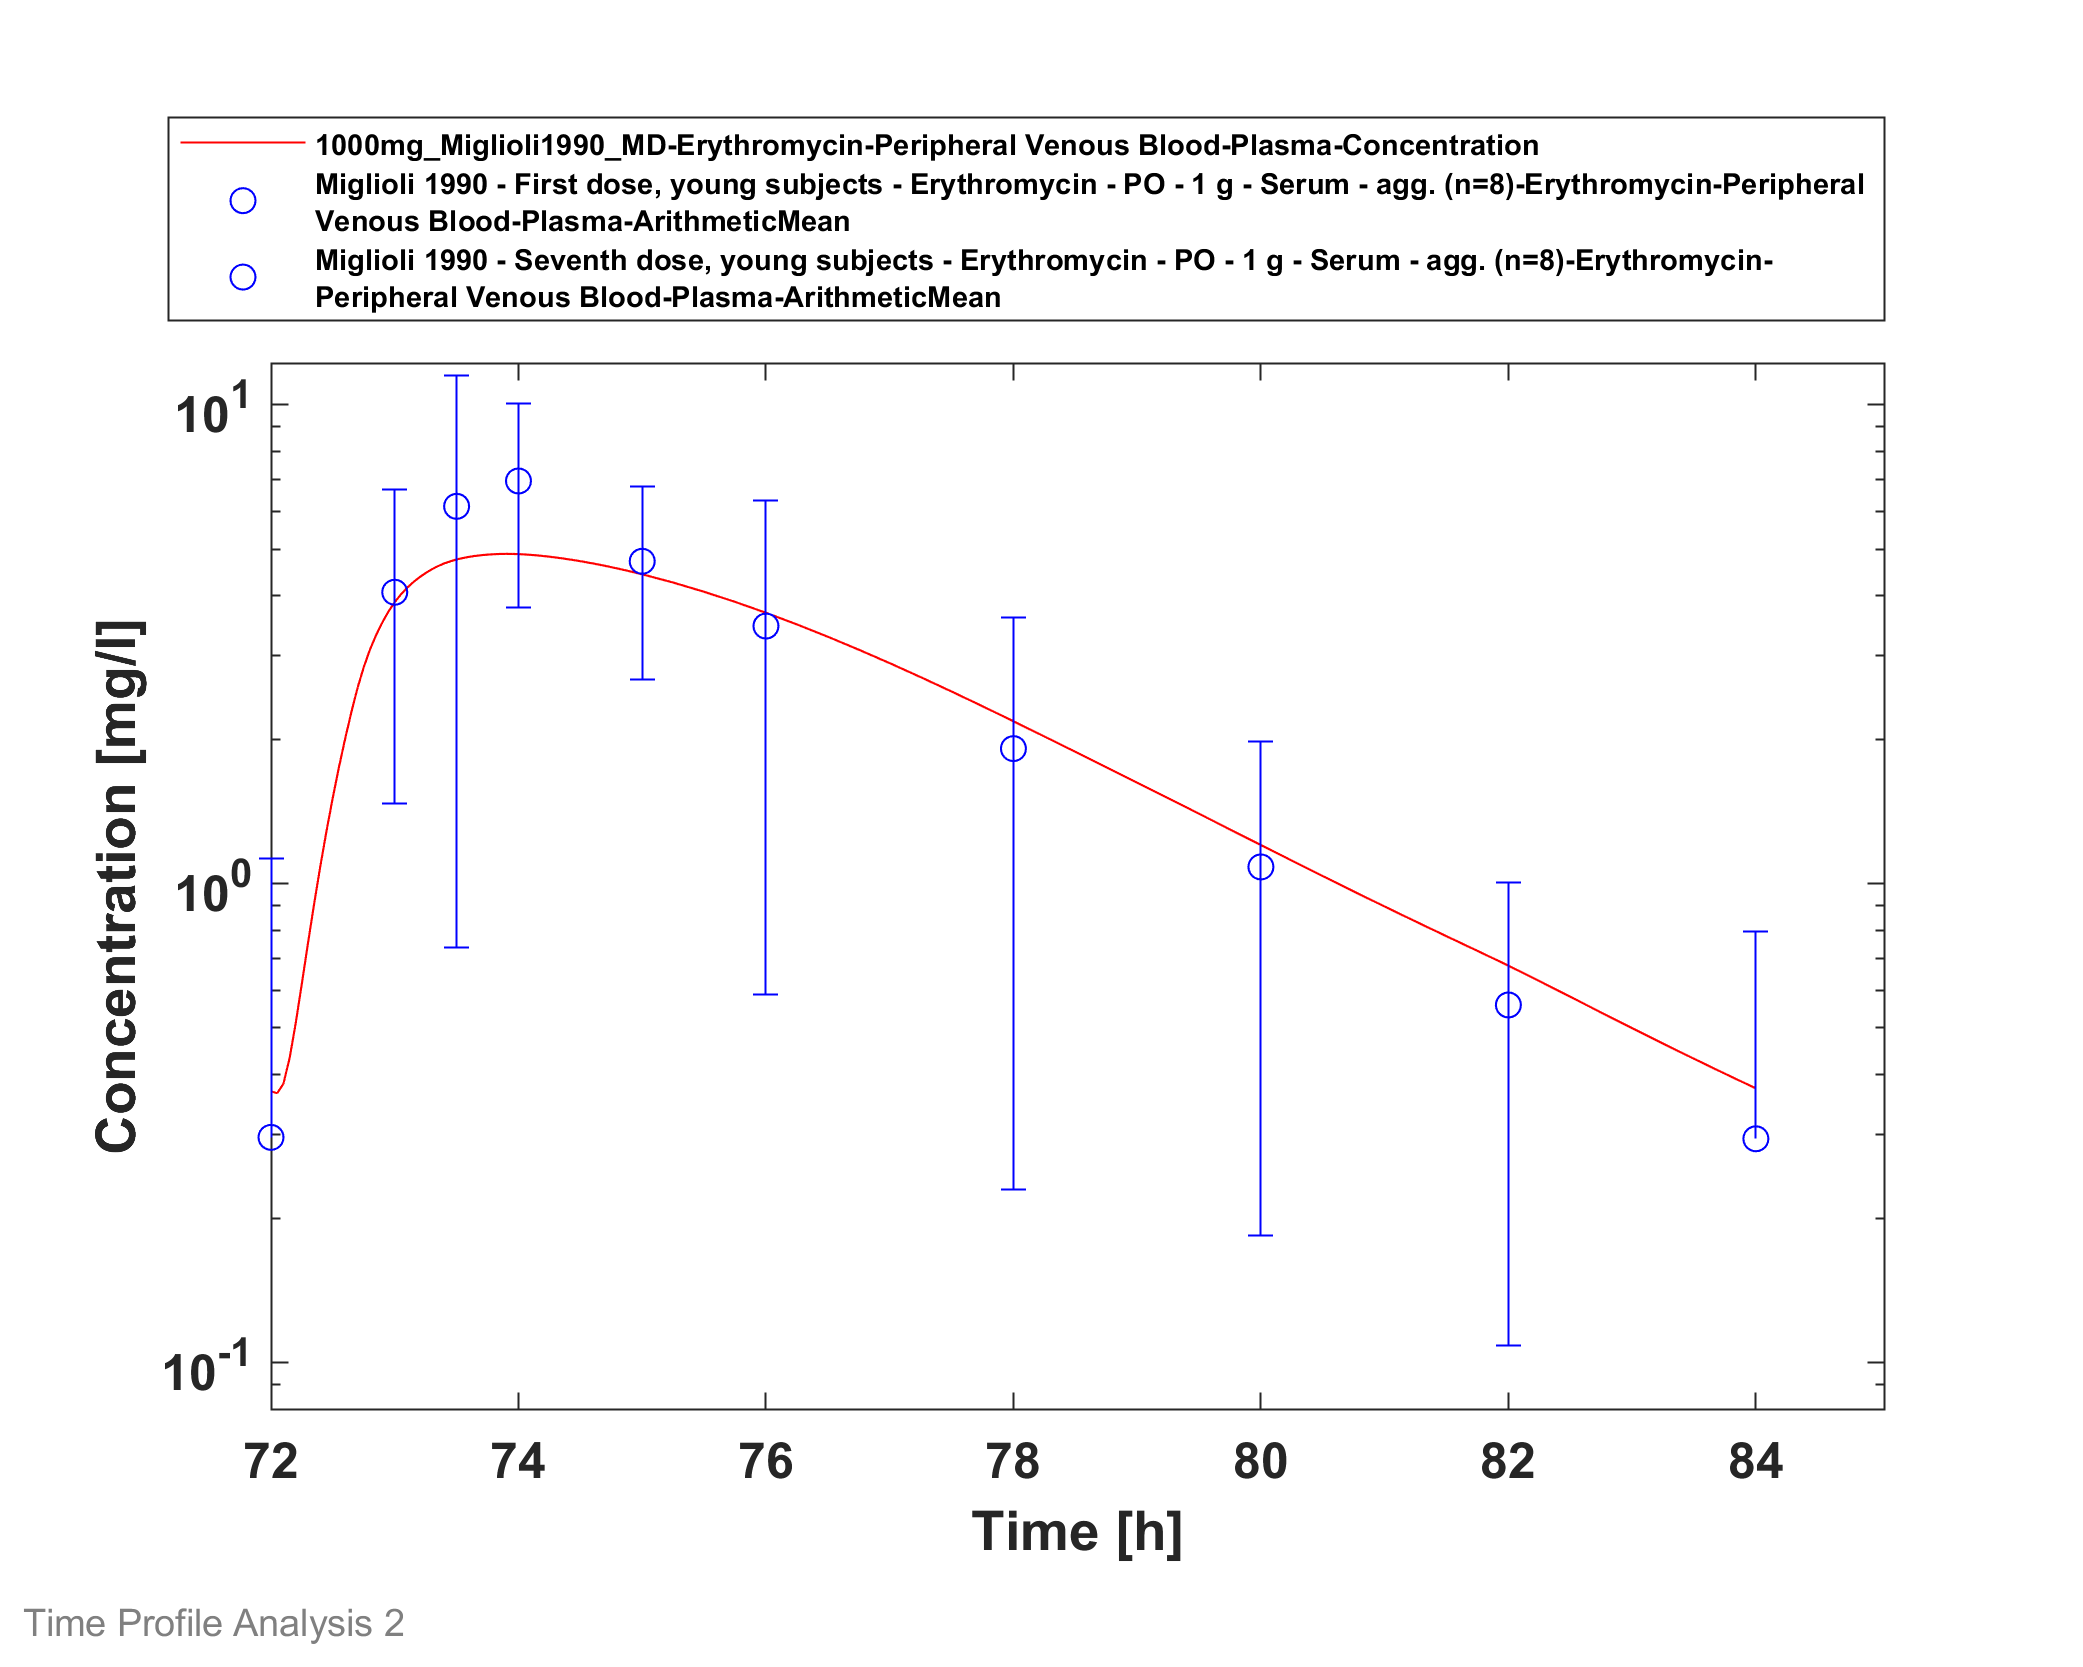 1000mg_Miglioli1990_MD-Erythromycin-Peripheral Venous Blood-Plasma-Concentration
Miglioli 1990 - First dose, young subjects - Erythromycin - PO - 1 g - Serum - agg. (n=8)-Erythromycin-Peripheral
Venous Blood-Plasma-ArithmeticMean
Miglioli 1990 - Seventh dose, young subjects - Erythromycin - PO - 1 g - Serum - agg. (n=8)-Erythromycin-
Peripheral Venous Blood-Plasma-ArithmeticMean
10^1
10^0
10^-1
Concentration [mg/l]
72 74 76 78 80 82 84
Time [h]
Time Profile Analysis 2